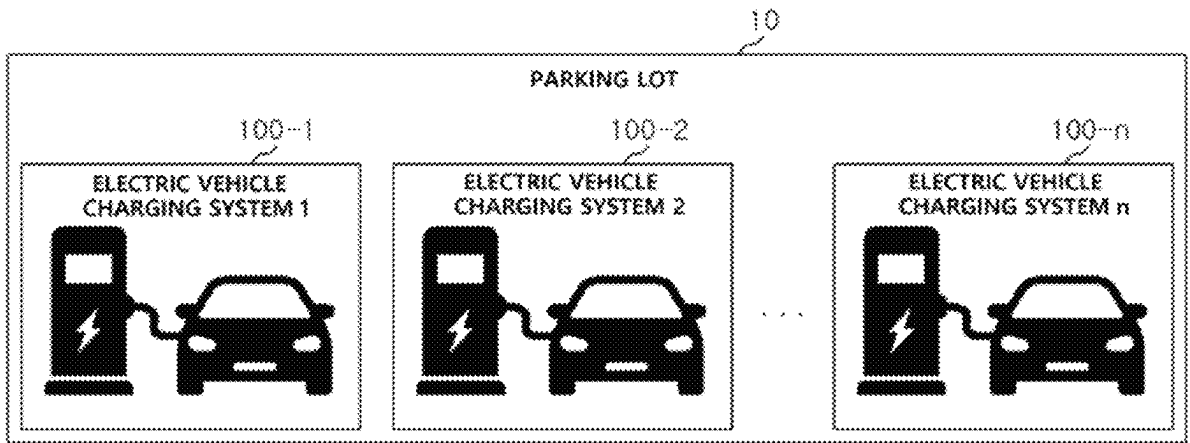 10
PARKING LOT
100-1
100-2
100-n
ELECTRIC VEHICLE
CHARGING SYSTEM 1
ELECTRIC VEHICLE
CHARGING SYSTEM 2
. . .
ELECTRIC VEHICLE
CHARGING SYSTEM n